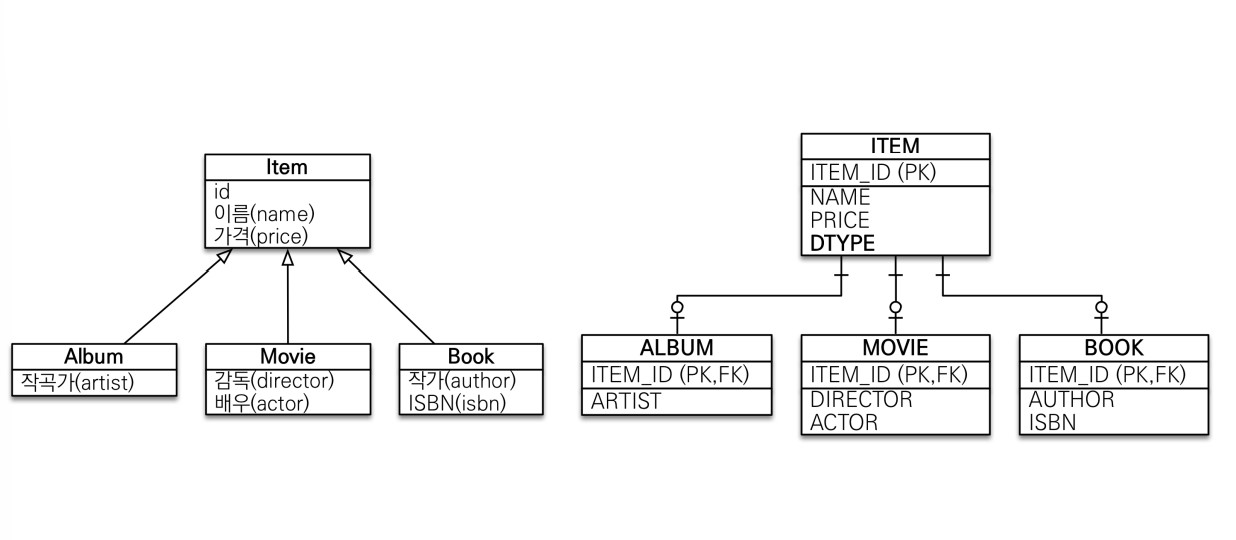 Item
id
이름(name)
가격(price)
Album
작곡가(artist)
Movie
감독(director)
배우(actor)
Book
작가(author)
ISBN(isbn)
ITEM
ITEM_ID (PK)
NAME
PRICE
DTYPE
ALBUM
ITEM_ID (PK,FK)
ARTIST
MOVIE
ITEM_ID (PK,FK)
DIRECTOR
ACTOR
BOOK
ITEM_ID (PK,FK)
AUTHOR
ISBN